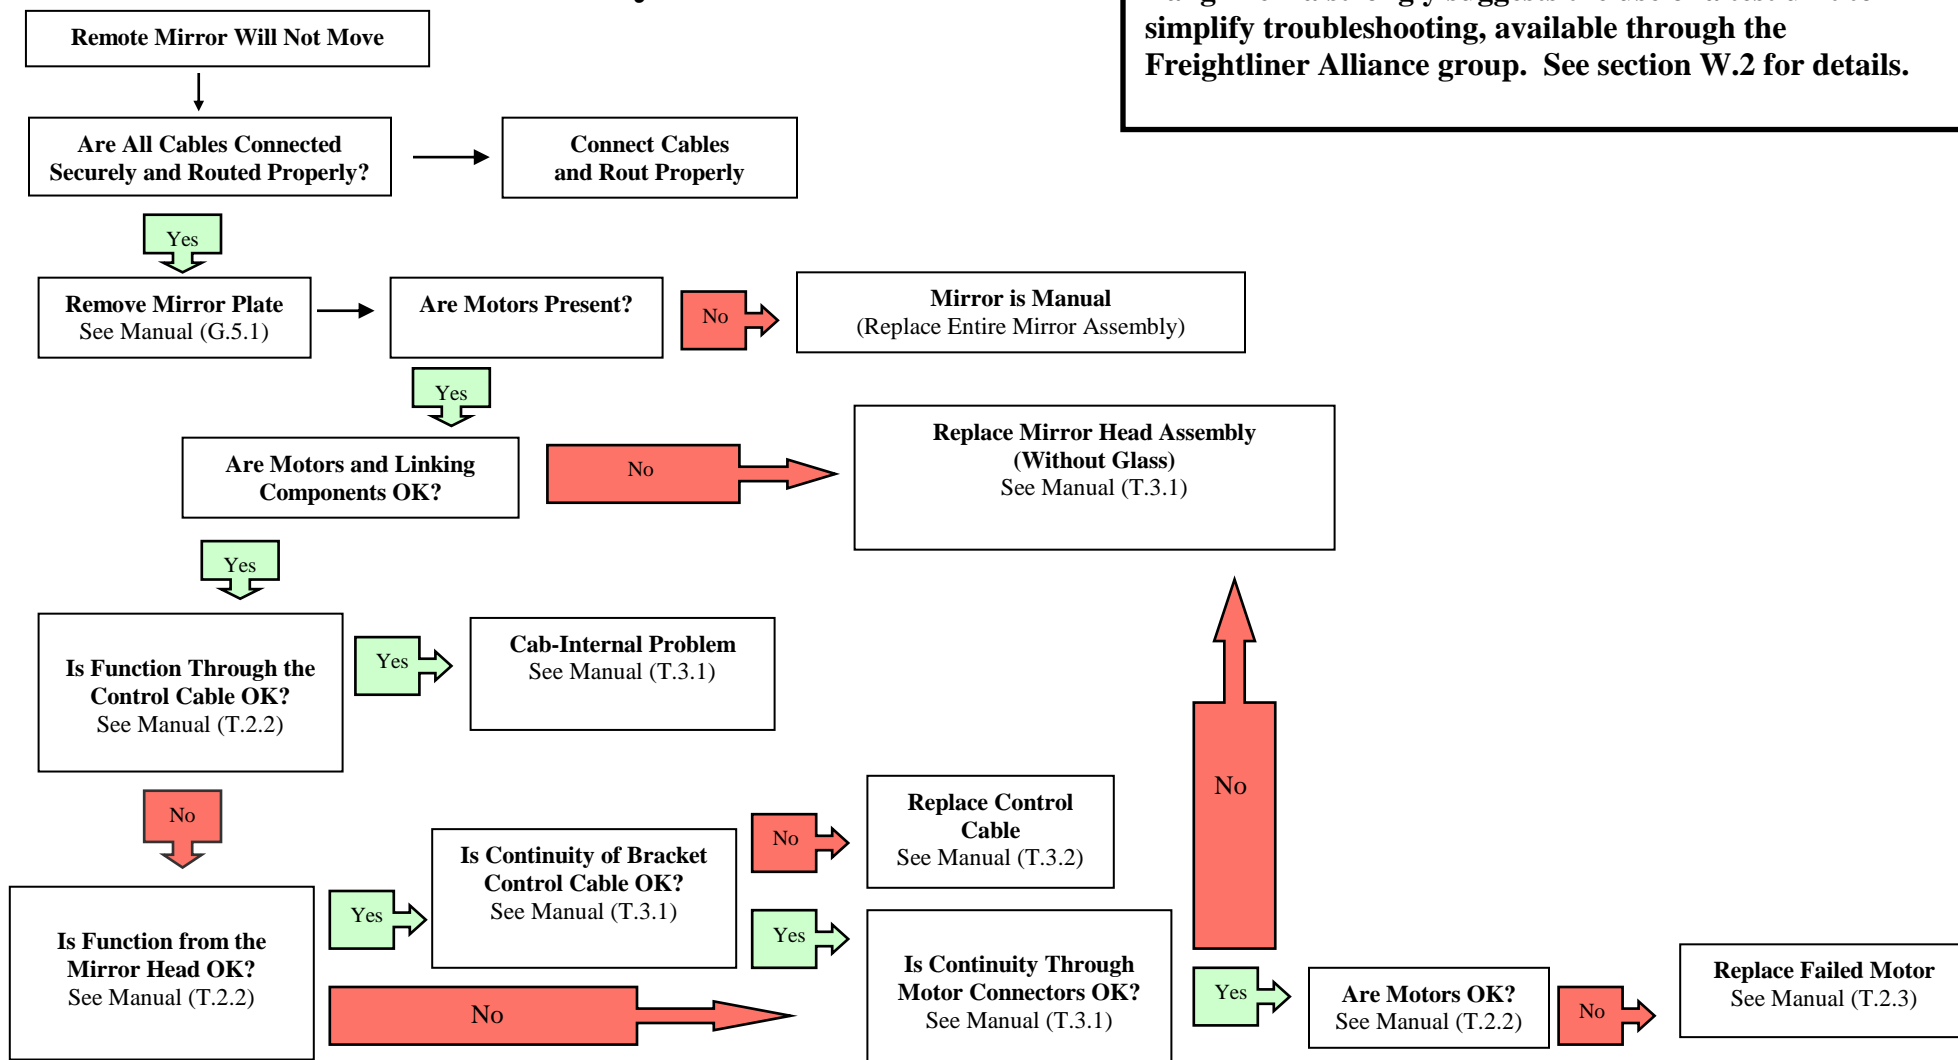 simplify troubleshooting, available through the
Freightliner Alliance group. See section W.2 for details.
Remote Mirror Will Not Move
Are All Cables Connected
Securely and Routed Properly?
Connect Cables
and Rout Properly
Yes
Remove Mirror Plate
See Manual (G.5.1)
Are Motors Present?
No
Mirror is Manual
(Replace Entire Mirror Assembly)
Yes
Are Motors and Linking
Components OK?
No
Replace Mirror Head Assembly
(Without Glass)
See Manual (T.3.1)
Yes
Is Function Through the
Control Cable OK?
See Manual (T.2.2)
Yes
Cab-Internal Problem
See Manual (T.3.1)
No
Is Function from the
Mirror Head OK?
See Manual (T.2.2)
Yes
Is Continuity of Bracket
Control Cable OK?
See Manual (T.3.1)
No
Replace Control
Cable
See Manual (T.3.2)
Yes
No
Is Continuity Through
Motor Connectors OK?
See Manual (T.3.1)
No
Yes
Are Motors OK?
See Manual (T.2.2)
No
Replace Failed Motor
See Manual (T.2.3)